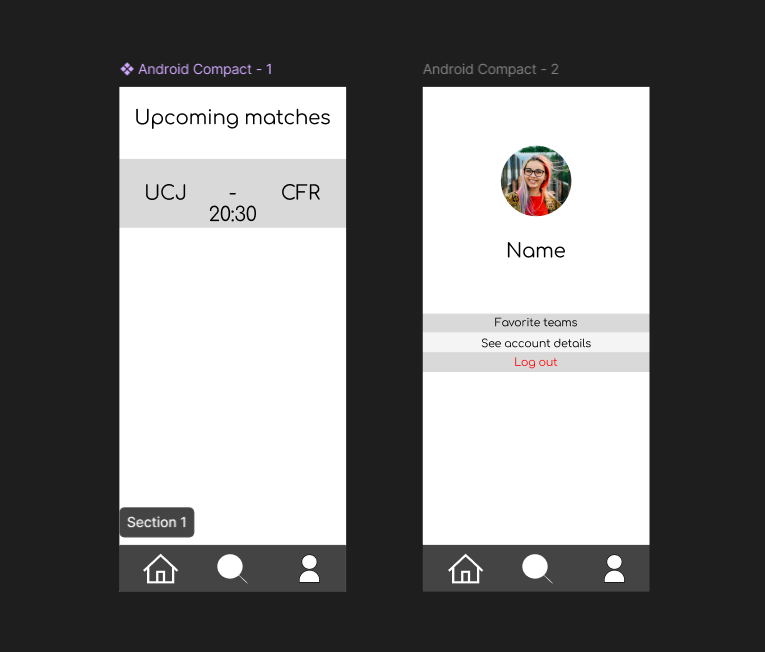 Android Compact - 1
Android Compact - 2
Upcoming matches
UCJ - CFR
20:30
Section 1
Name
Favorite teams
See account details
Log out